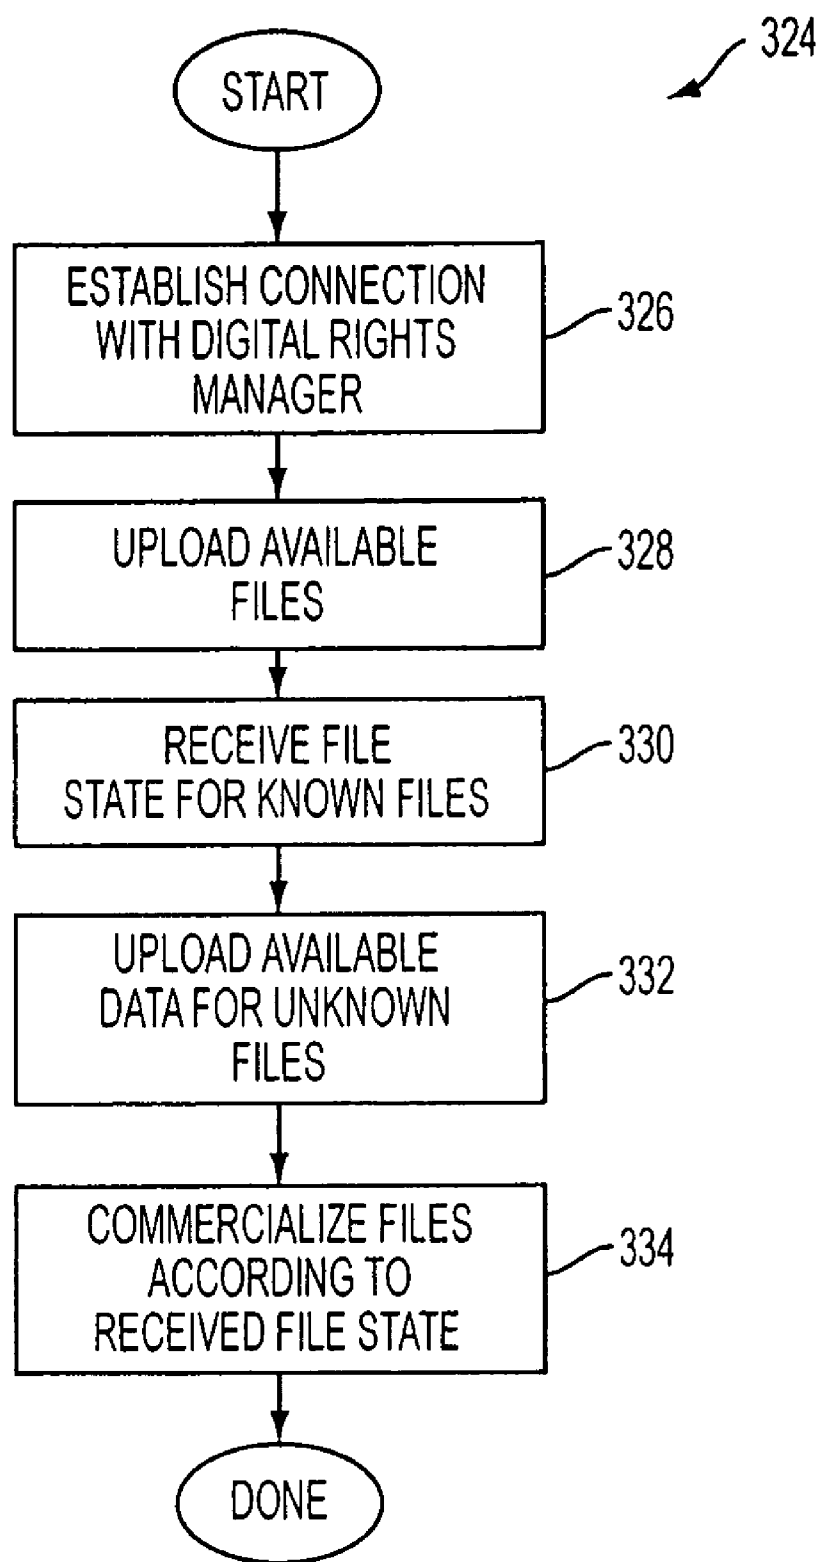 324
START
ESTABLISH CONNECTION
WITH DIGITAL RIGHTS
MANAGER
326
UPLOAD AVAILABLE
FILES
328
RECEIVE FILE
STATE FOR KNOWN FILES
330
UPLOAD AVAILABLE
DATA FOR UNKNOWN
FILES
332
COMMERCIALIZE FILES
ACCORDING TO
RECEIVED FILE STATE
334
DONE